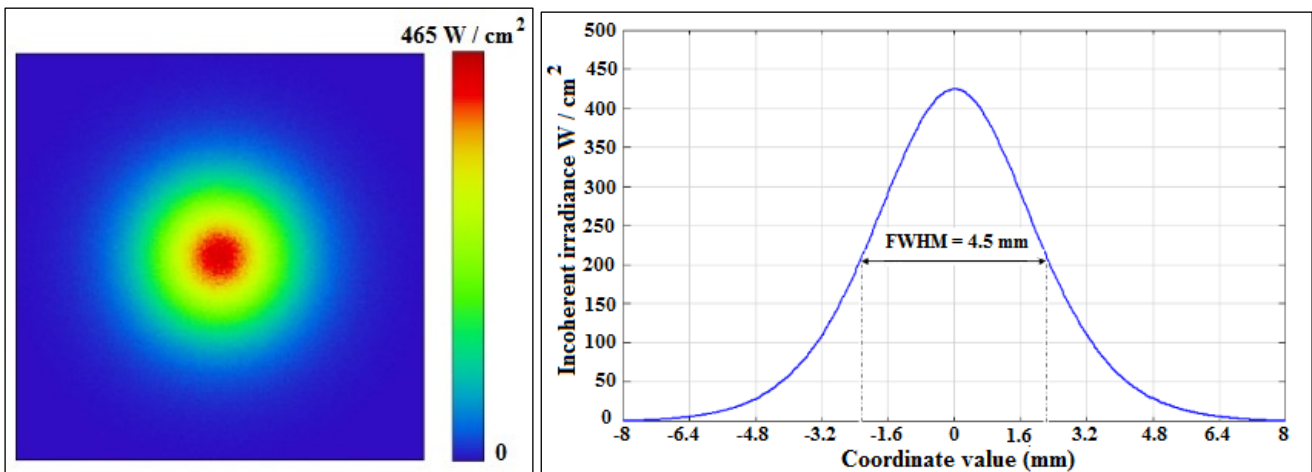 465 W / cm²
0
Incoherent irradiance W / cm²
500
450
400
350
300
250
200
150
100
50
0
FWHM = 4.5 mm
-8 -6.4 -4.8 -3.2 -1.6 0 1.6 3.2 4.8 6.4 8
Coordinate value (mm)